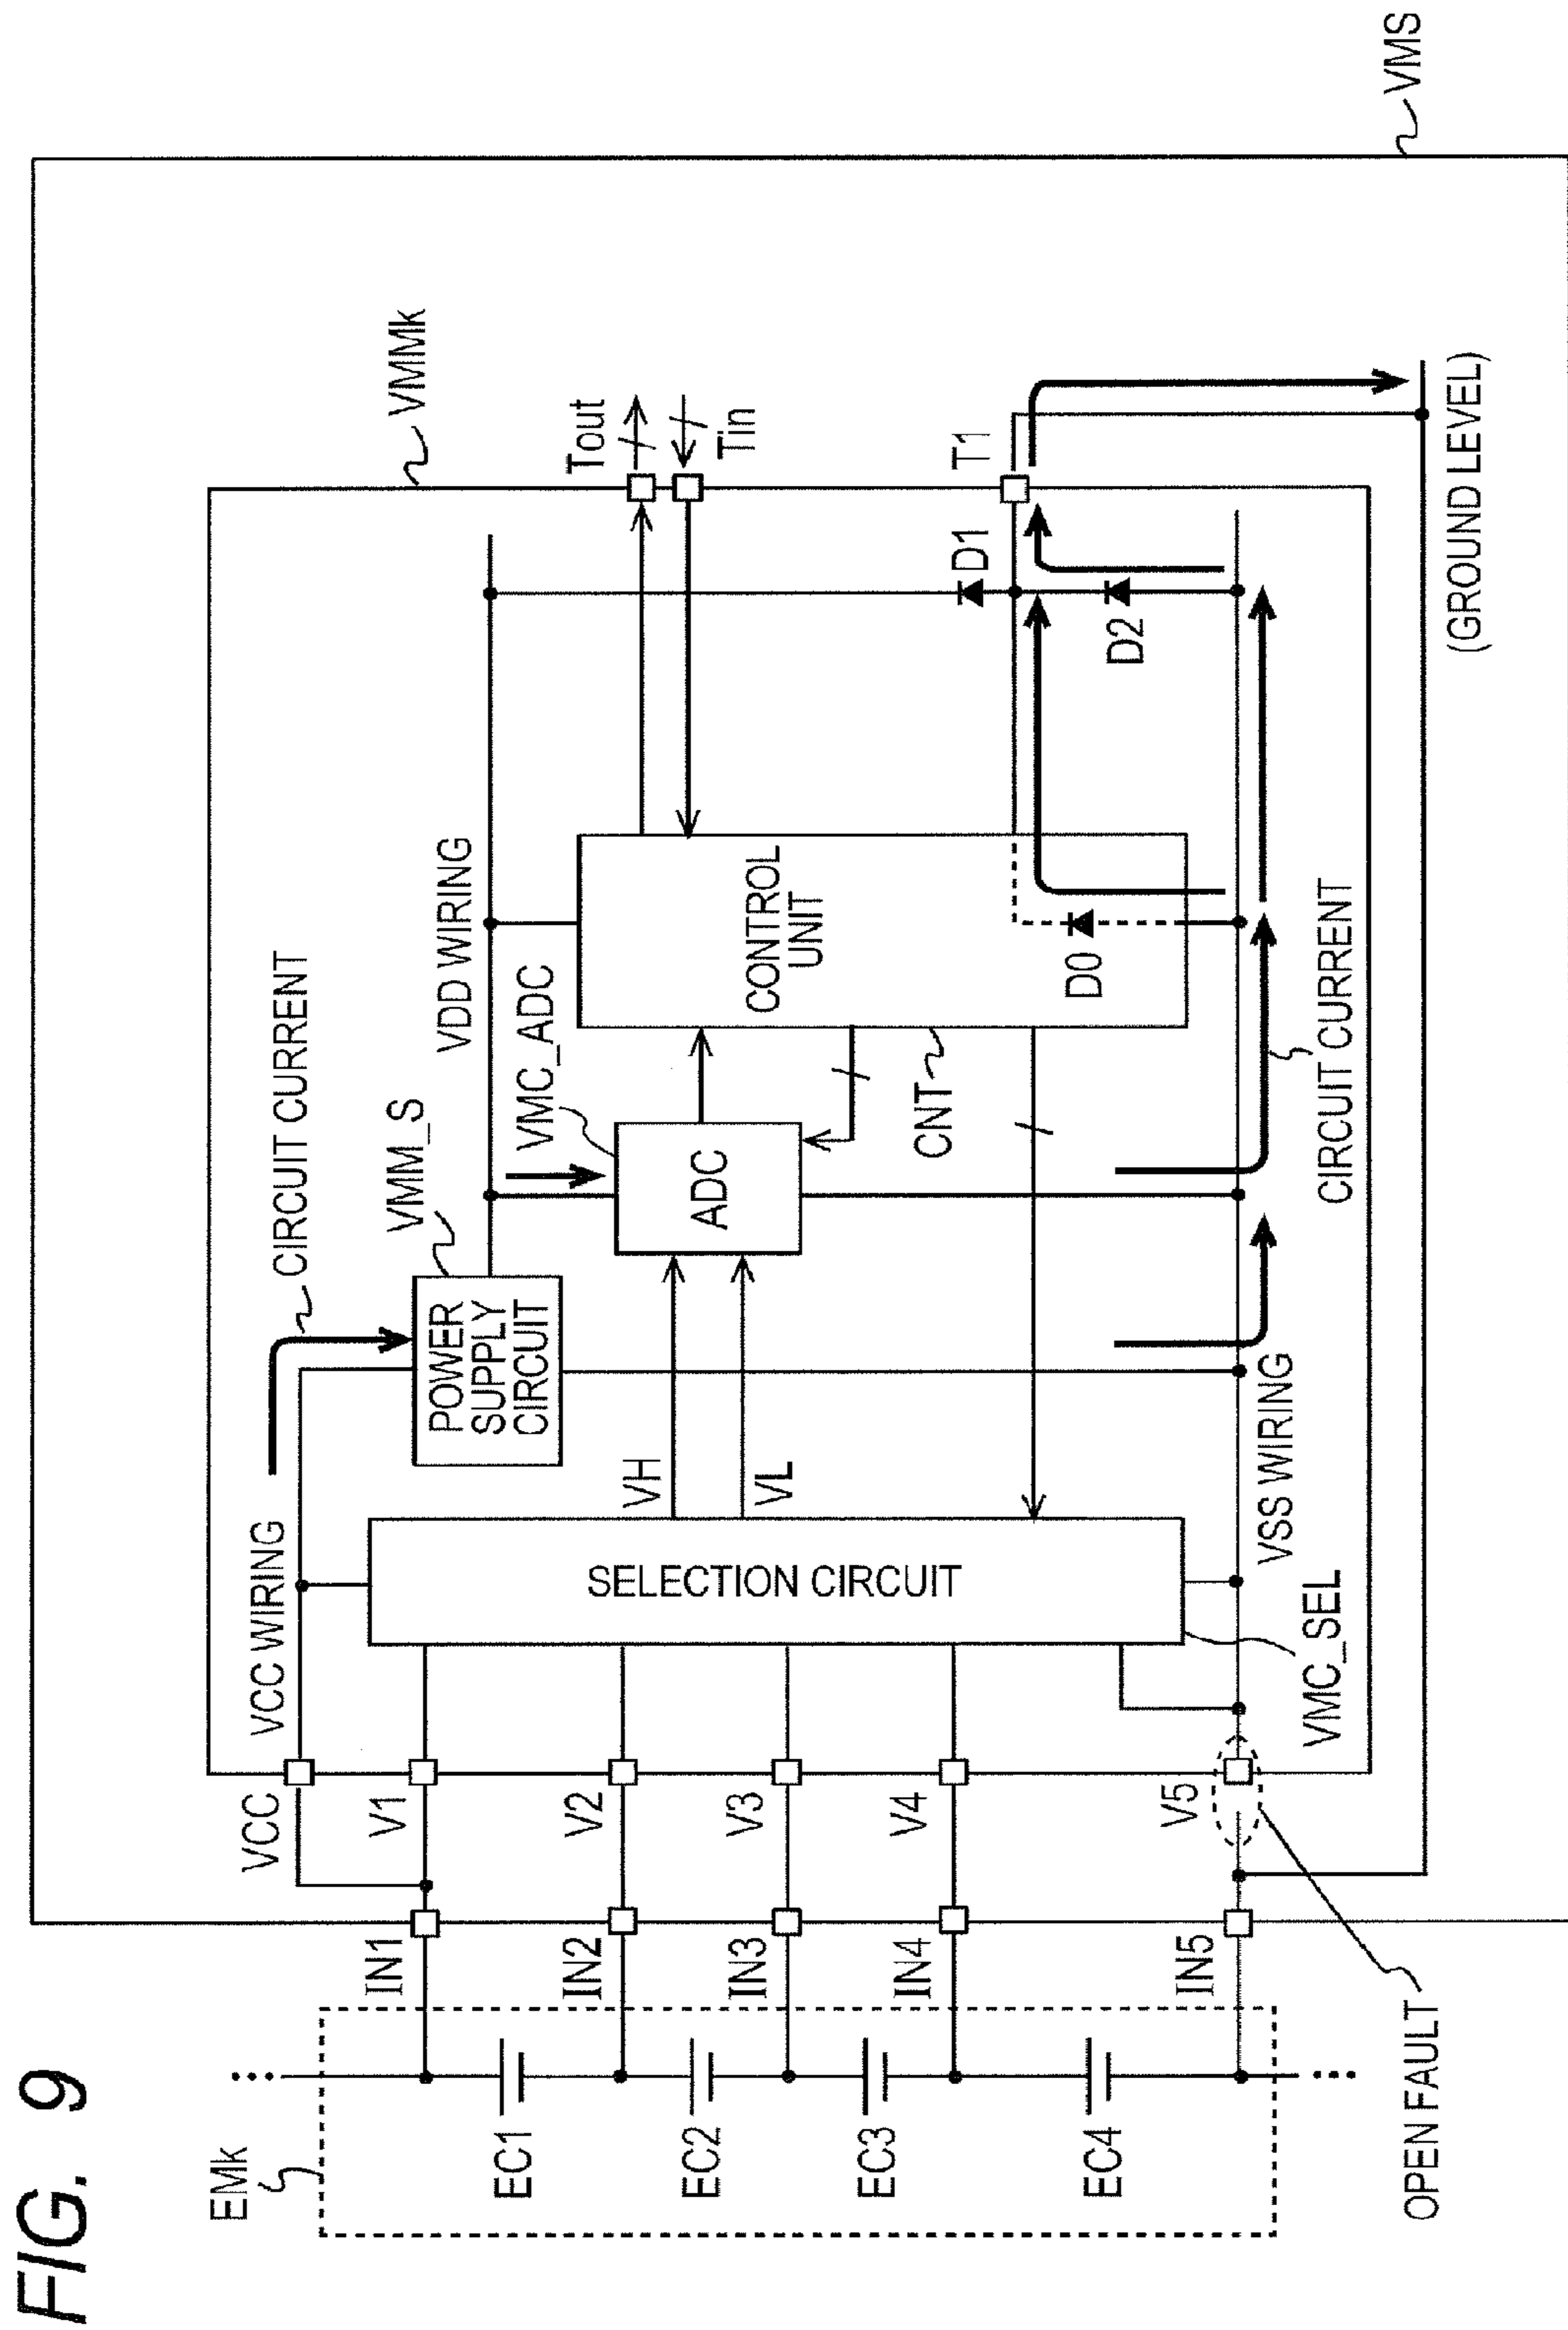 FIG. 9
VMS
VMMk
EMk
CIRCUIT CURRENT
VCC WIRING
VCC
VMM_S
VDD WIRING
VMC_ADC
POWER
SUPPLY
CIRCUIT
Tout
Tin
IN1
V1
EC1
IN2
V2
EC2
IN3
V3
EC3
IN4
V4
EC4
IN5
V5
SELECTION CIRCUIT
VH
VL
ADC
CNT
CONTROL
UNIT
D0
D1
D2
T1
VSS WIRING
VMC_SEL
CIRCUIT CURRENT
OPEN FAULT
(GROUND LEVEL)